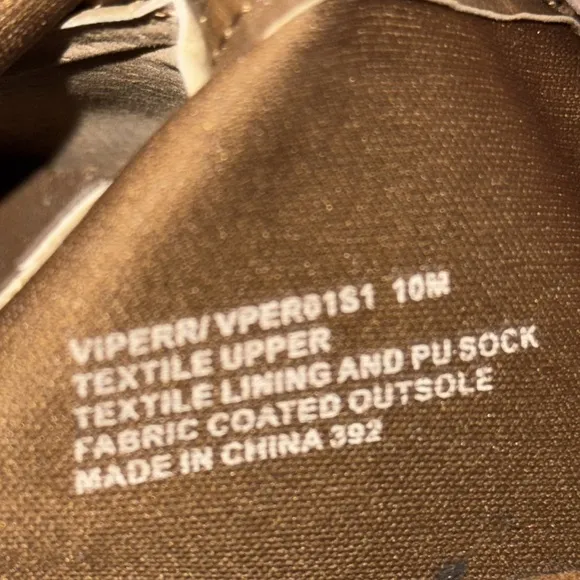 VIPERR/ VPER01S1 10M
TEXTILE UPPER
TEXTILE LINING AND PU SOCK
FABRIC COATED OUTSOLE
MADE IN CHINA 392